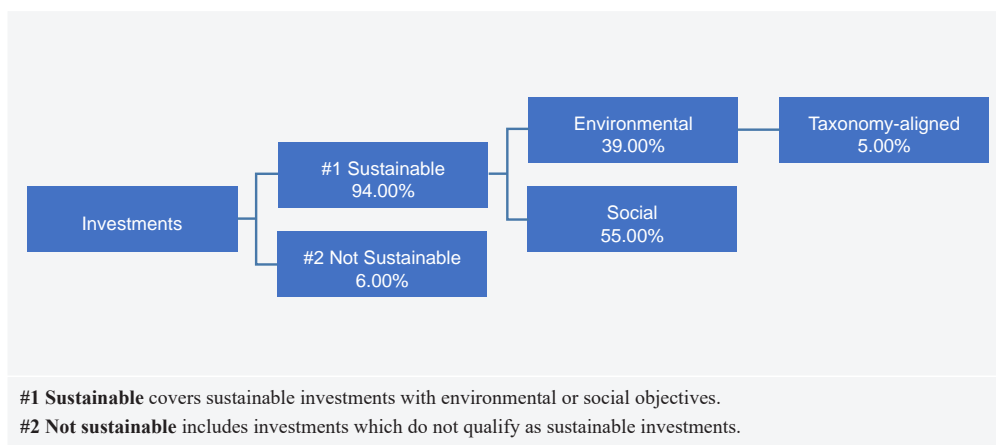 Investments
#1 Sustainable
94.00%
#2 Not Sustainable
6.00%
Environmental
39.00%
Social
55.00%
Taxonomy-aligned
5.00%
#1 Sustainable covers sustainable investments with environmental or social objectives.
#2 Not sustainable includes investments which do not qualify as sustainable investments.